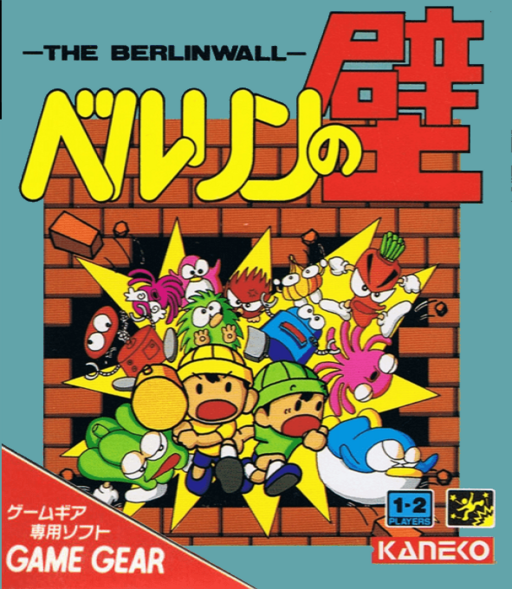 —THE BERLINWALL—
ベルリンの壁
1·2
PLAYERS
ゲームギア
専用ソフト
GAME GEAR
KANEKO